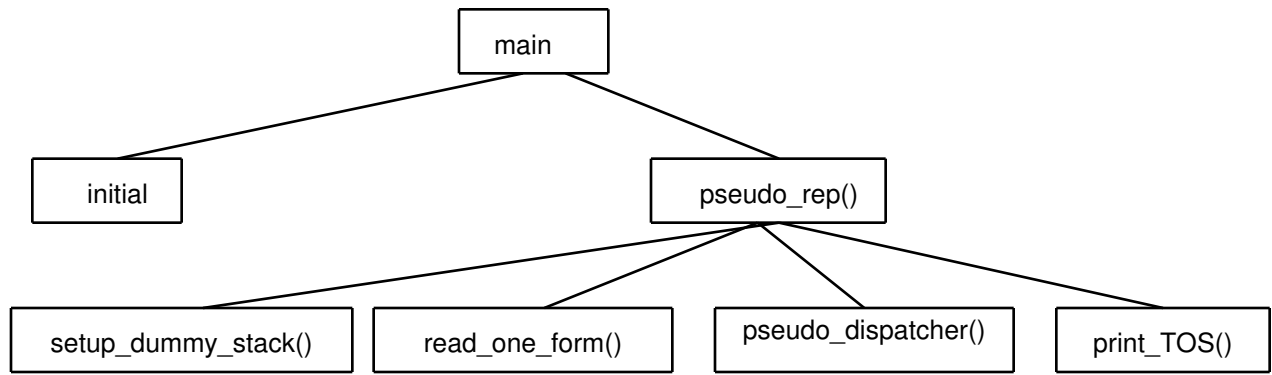 main
initial
pseudo_rep()
setup_dummy_stack()
read_one_form()
pseudo_dispatcher()
print_TOS()